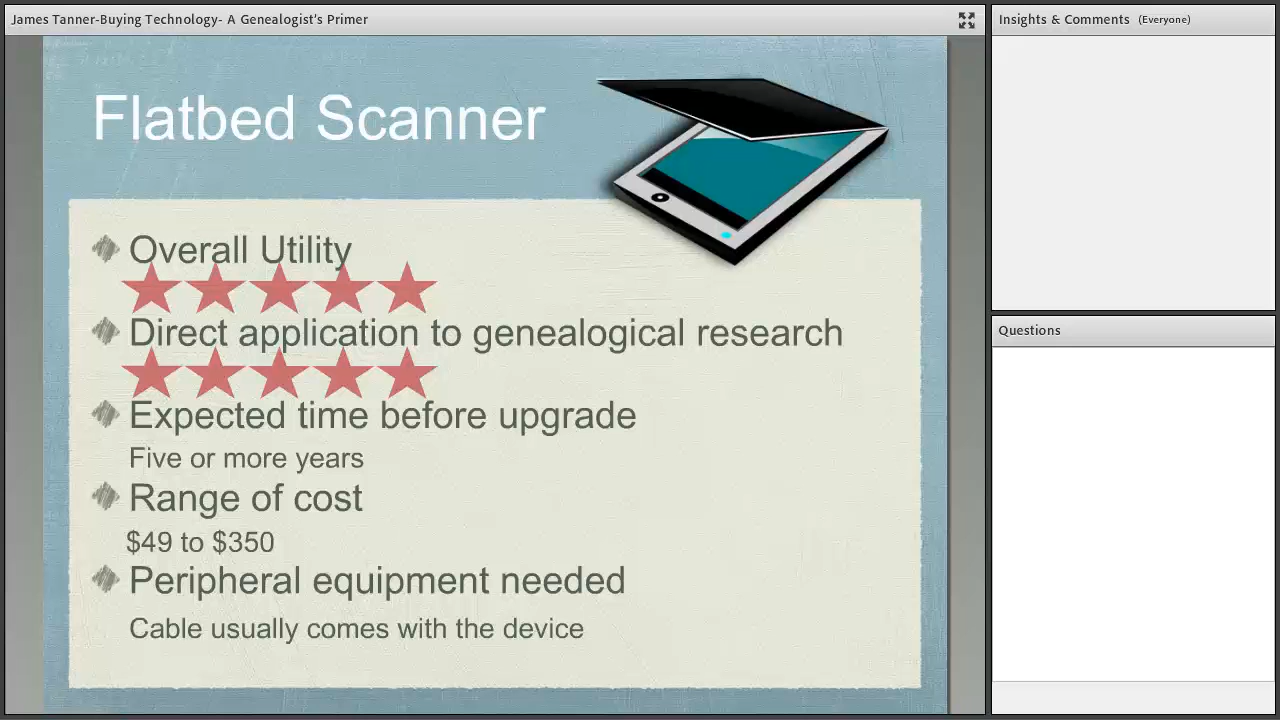 James Tanner-Buying Technology- A Genealogist's Primer
Insights & Comments (Everyone)
Flatbed Scanner
Overall Utility
Direct application to genealogical research
Expected time before upgrade
Five or more years
Range of cost
$49 to $350
Peripheral equipment needed
Cable usually comes with the device
Questions